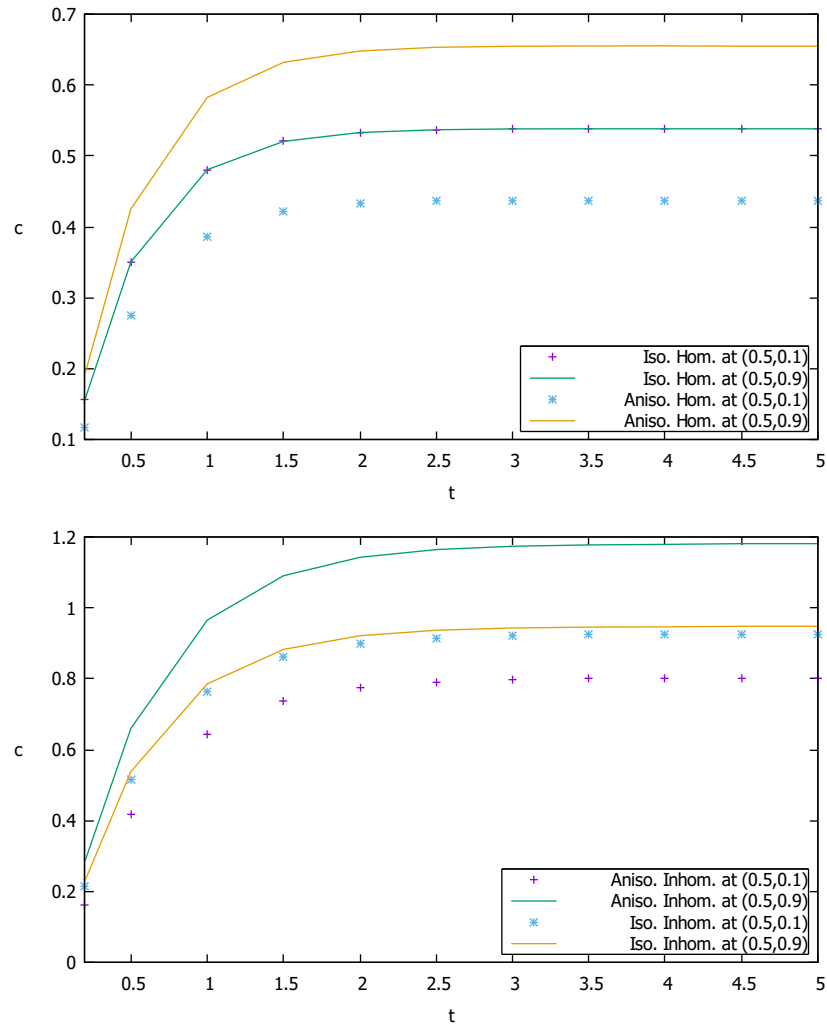 0.7
0.6
0.5
0.4
0.3
0.2
0.1
c
Iso. Hom. at (0.5,0.1)
Iso. Hom. at (0.5,0.9)
Aniso. Hom. at (0.5,0.1)
Aniso. Hom. at (0.5,0.9)
0.5 1 1.5 2 2.5 3 3.5 4 4.5 5
t
1.2
1
0.8
0.6
0.4
0.2
0
c
Aniso. Inhom. at (0.5,0.1)
Aniso. Inhom. at (0.5,0.9)
Iso. Inhom. at (0.5,0.1)
Iso. Inhom. at (0.5,0.9)
0.5 1 1.5 2 2.5 3 3.5 4 4.5 5
t